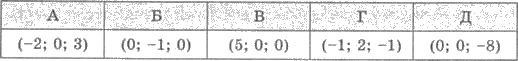 А Б В Г Д
(−2; 0; 3) (0; −1; 0) (5; 0; 0) (−1; 2; −1) (0; 0; −8)